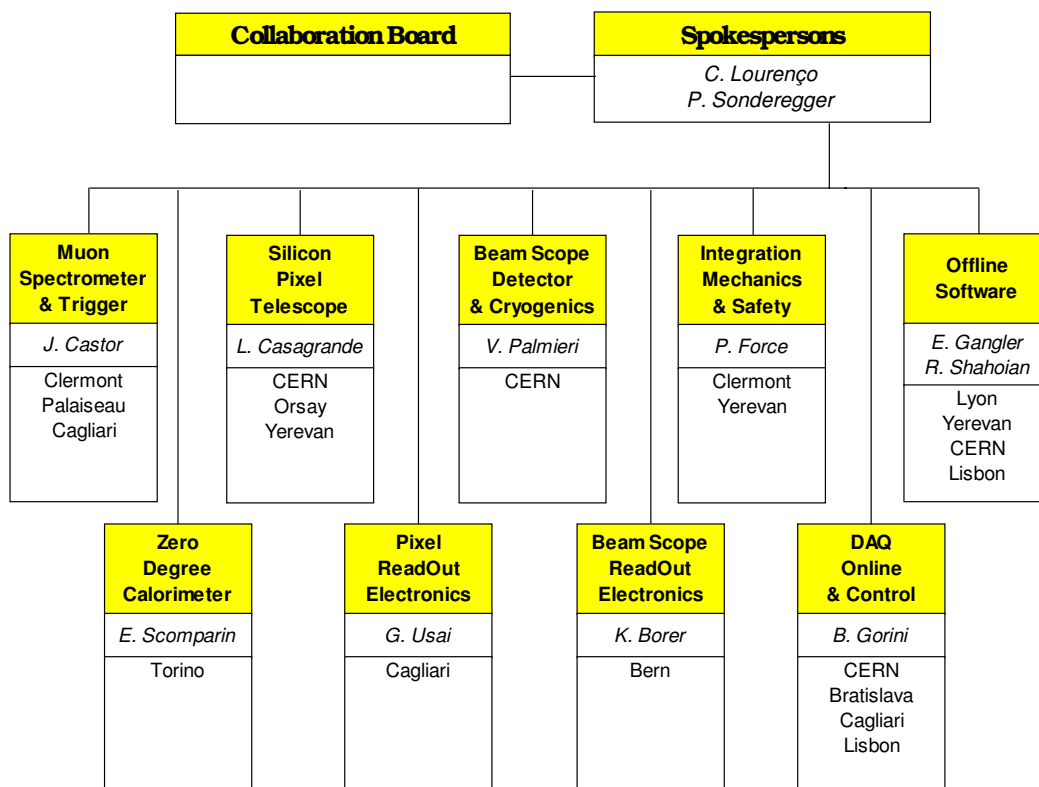 Collaboration Board
Spokespersons
C. Lourenço
P. Sonderegger
Muon
Spectrometer
& Trigger
J. Castor
Clermont
Palaiseau
Cagliari
Silicon
Pixel
Telescope
L. Casagrande
CERN
Orsay
Yerevan
Beam Scope
Detector
& Cryogenics
V. Palmieri
CERN
Integration
Mechanics
& Safety
P. Force
Clermont
Yerevan
Offline
Software
E. Gangler
R. Shahoian
Lyon
Yerevan
CERN
Lisbon
Zero
Degree
Calorimeter
E. Scomparin
Torino
Pixel
ReadOut
Electronics
G. Usai
Cagliari
Beam Scope
ReadOut
Electronics
K. Borer
Bern
DAQ
Online
& Control
B. Gorini
CERN
Bratislava
Cagliari
Lisbon